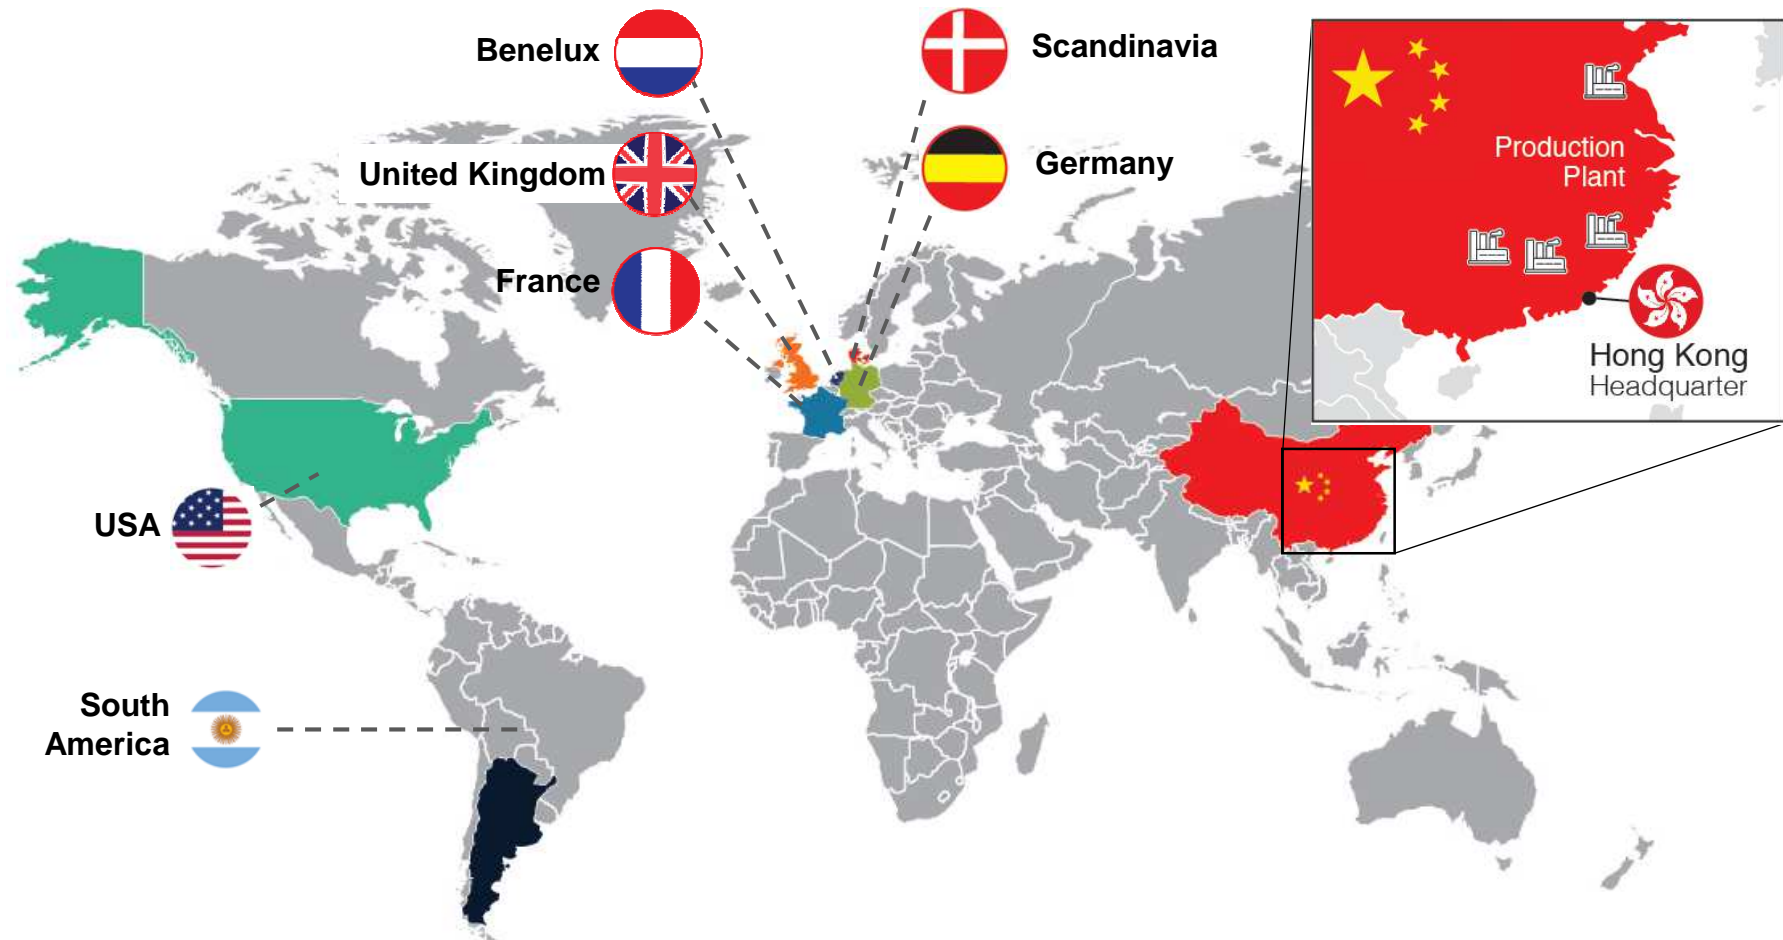 Benelux
Scandinavia
United Kingdom
Germany
France
Production
Plant
Hong Kong
Headquarter
USA
South
America